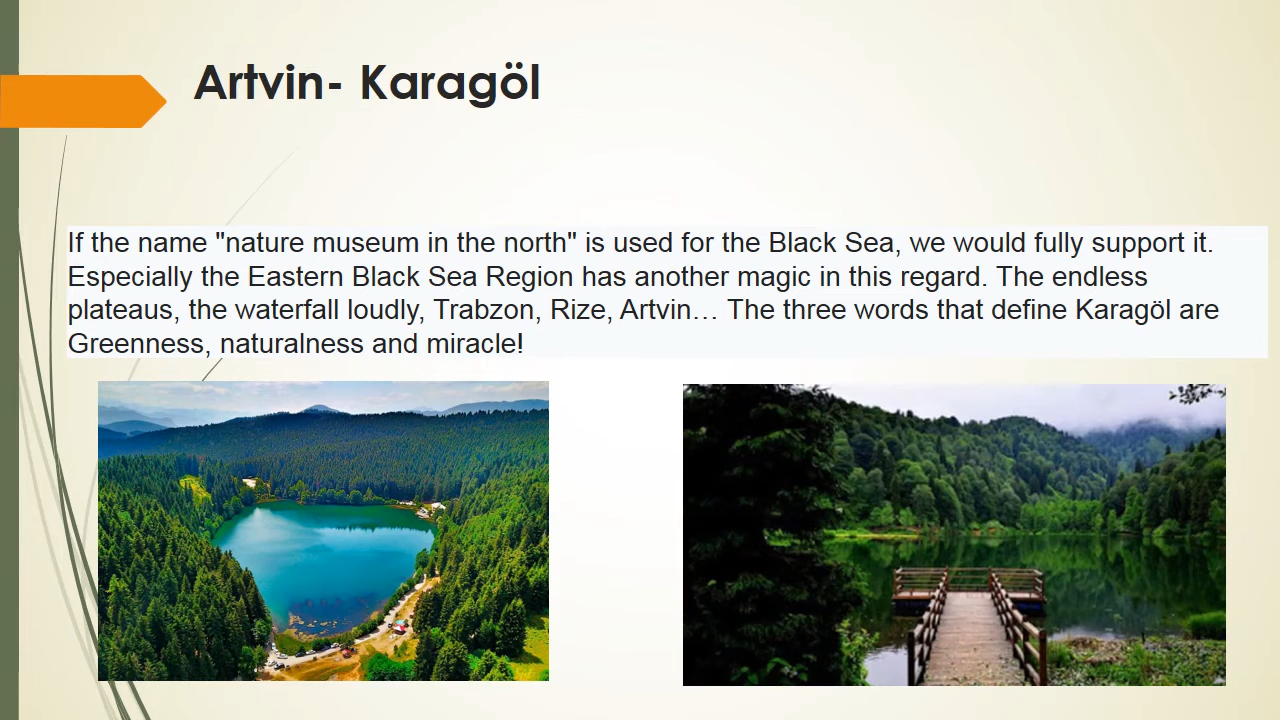 Artvin- Karagöl
If the name "nature museum in the north" is used for the Black Sea, we would fully support it.
Especially the Eastern Black Sea Region has another magic in this regard. The endless
plateaus, the waterfall loudly, Trabzon, Rize, Artvin… The three words that define Karagöl are
Greenness, naturalness and miracle!